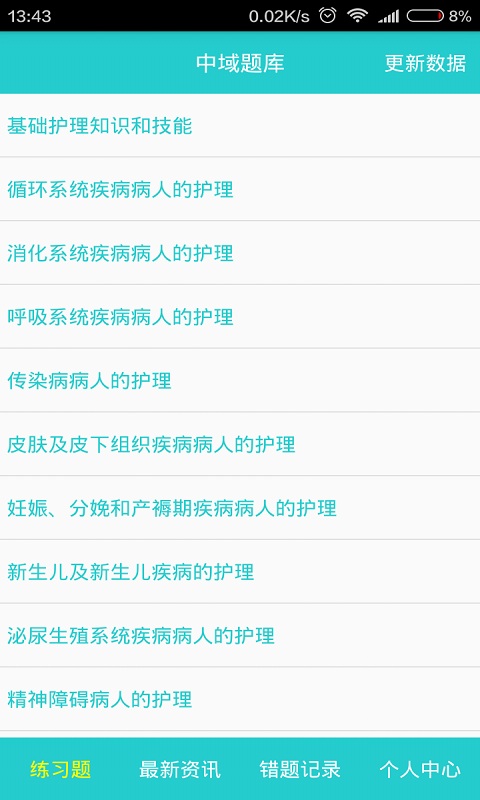 13:43 0.02K/s 8%
中域题库 更新数据
基础护理知识和技能
循环系统疾病病人的护理
消化系统疾病病人的护理
呼吸系统疾病病人的护理
传染病病人的护理
皮肤及皮下组织疾病病人的护理
妊娠、分娩和产褥期疾病病人的护理
新生儿及新生儿疾病的护理
泌尿生殖系统疾病病人的护理
精神障碍病人的护理
练习题 最新资讯 错题记录 个人中心